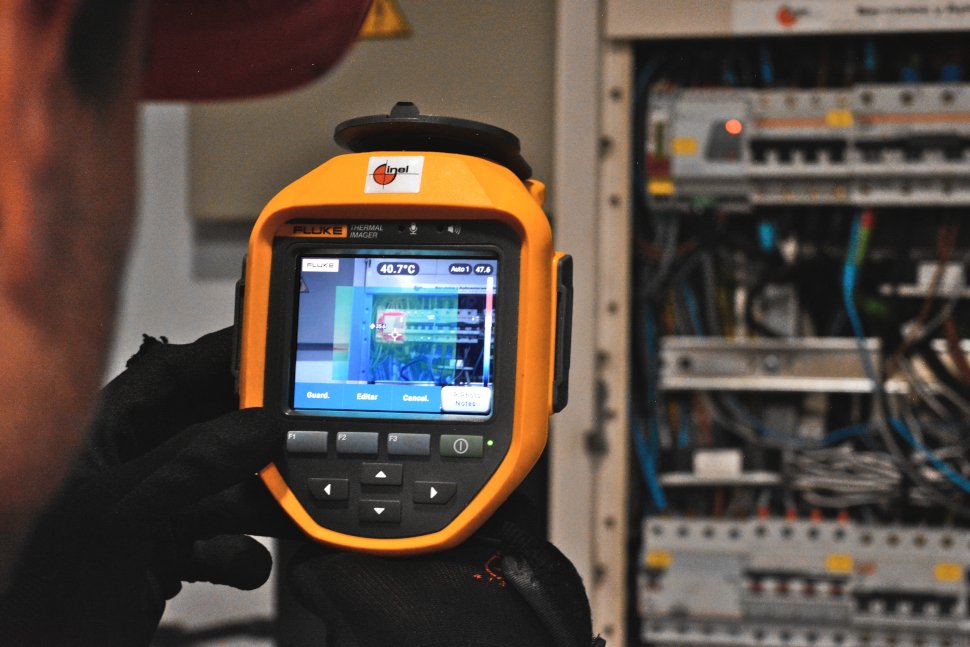 inel
FLUKE THERMAL IMAGER
FLUKE
40.7°C
Auto 1 47.6
Guard. Editar Cancel.
Notes
F1 F2 F3